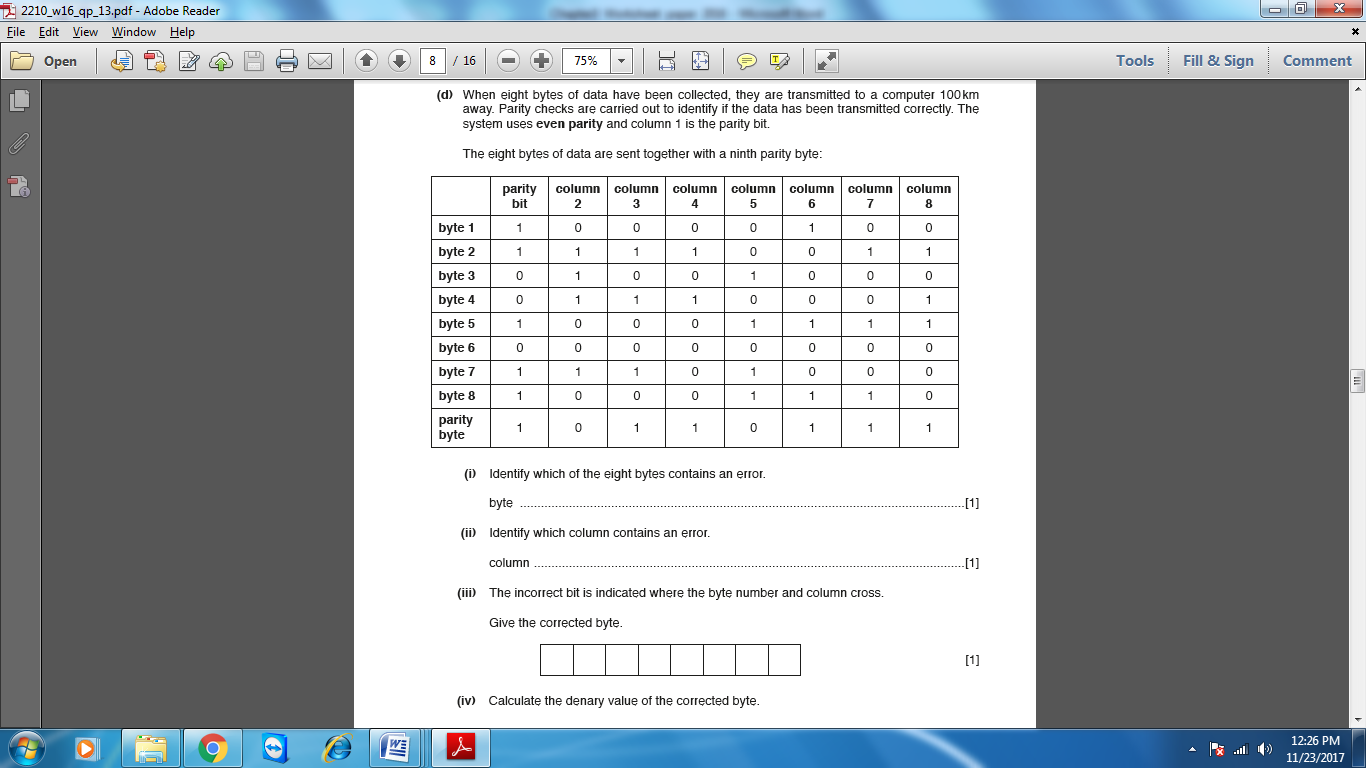 2210_w16_qp_13.pdf - Adobe Reader
File Edit View Window Help
Open 8 / 16 75% Tools Fill & Sign Comment
(d) When eight bytes of data have been collected, they are transmitted to a computer 100 km
away. Parity checks are carried out to identify if the data has been transmitted correctly. The
system uses even parity and column 1 is the parity bit.
The eight bytes of data are sent together with a ninth parity byte:
parity bit column 2 column 3 column 4 column 5 column 6 column 7 column 8
byte 1 1 0 0 0 0 1 0 0
byte 2 1 1 1 1 0 0 1 1
byte 3 0 1 0 0 1 0 0 0
byte 4 0 1 1 1 0 0 0 1
byte 5 1 0 0 0 1 1 1 1
byte 6 0 0 0 0 0 0 0 0
byte 7 1 1 1 0 1 0 0 0
byte 8 1 0 0 0 1 1 1 0
parity byte 1 0 1 1 0 1 1 1
(i) Identify which of the eight bytes contains an error.
byte ........................................................................................................................[1]
(ii) Identify which column contains an error.
column ....................................................................................................................[1]
(iii) The incorrect bit is indicated where the byte number and column cross.
Give the corrected byte.
[1]
(iv) Calculate the denary value of the corrected byte.
12:26 PM
11/23/2017